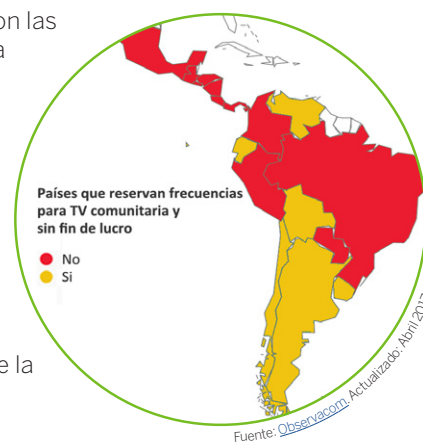 on las
a
Países que reservan frecuencias
para TV comunitaria y
sin fin de lucro
No
Si
e la
Fuente: Observacom. Actualizado: Abril 2017